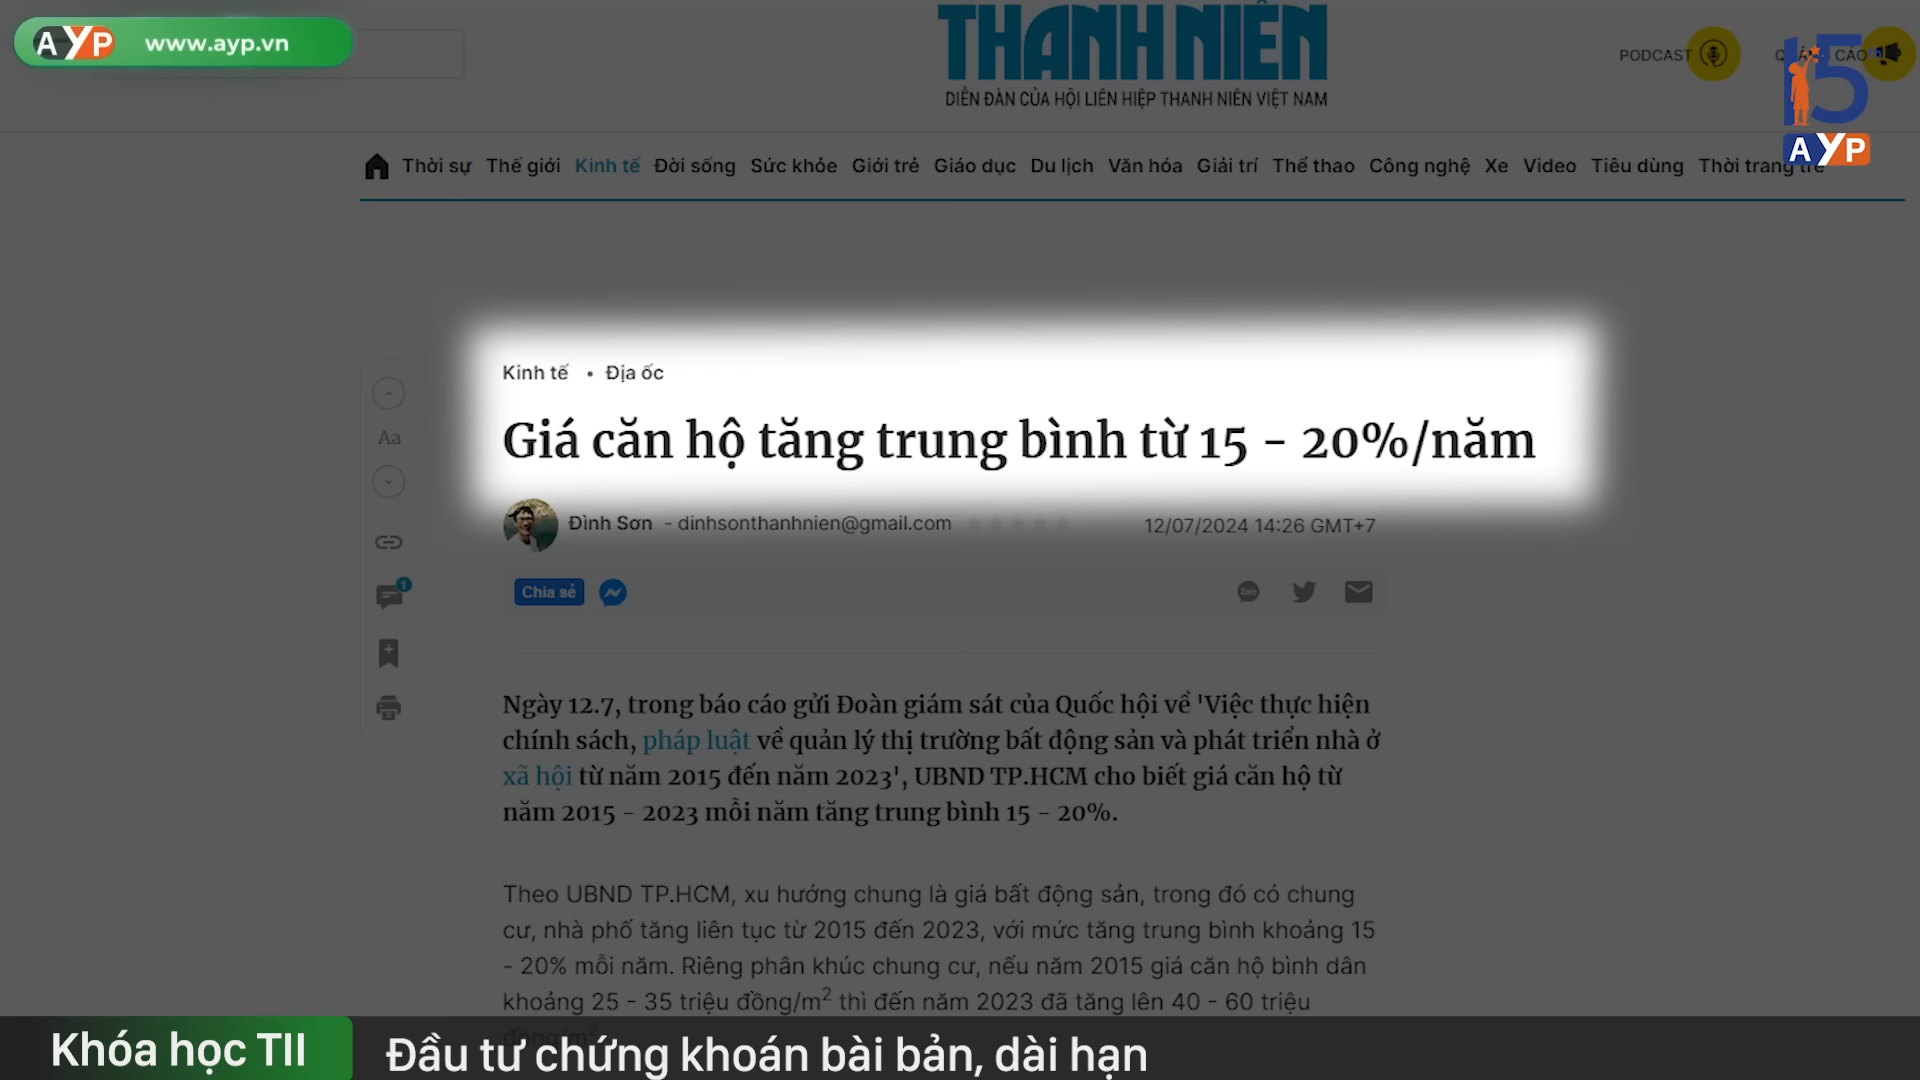 AYP www.ayp.vn
THANH NIÊN
DIỄN ĐÀN CỦA HỘI LIÊN HIỆP THANH NIÊN VIỆT NAM
PODCAST
15
AYP
Thời sự Thế giới Kinh tế Đời sống Sức khỏe Giới trẻ Giáo dục Du lịch Văn hóa Giải trí Thể thao Công nghệ Xe Video Tiêu dùng Thời trang trẻ
Kinh tế • Địa ốc
Giá căn hộ tăng trung bình từ 15 - 20%/năm
Aa
Đình Sơn - dinhsonthanhnien@gmail.com 12/07/2024 14:26 GMT+7
1
Chia sẻ
Zalo
Ngày 12.7, trong báo cáo gửi Đoàn giám sát của Quốc hội về 'Việc thực hiện
chính sách, pháp luật về quản lý thị trường bất động sản và phát triển nhà ở
xã hội từ năm 2015 đến năm 2023', UBND TP.HCM cho biết giá căn hộ từ
năm 2015 - 2023 mỗi năm tăng trung bình 15 - 20%.
Theo UBND TP.HCM, xu hướng chung là giá bất động sản, trong đó có chung
cư, nhà phố tăng liên tục từ 2015 đến 2023, với mức tăng trung bình khoảng 15
- 20% mỗi năm. Riêng phân khúc chung cư, nếu năm 2015 giá căn hộ bình dân
khoảng 25 - 35 triệu đồng/m² thì đến năm 2023 đã tăng lên 40 - 60 triệu
Khóa học TII
Đầu tư chứng khoán bài bản, dài hạn